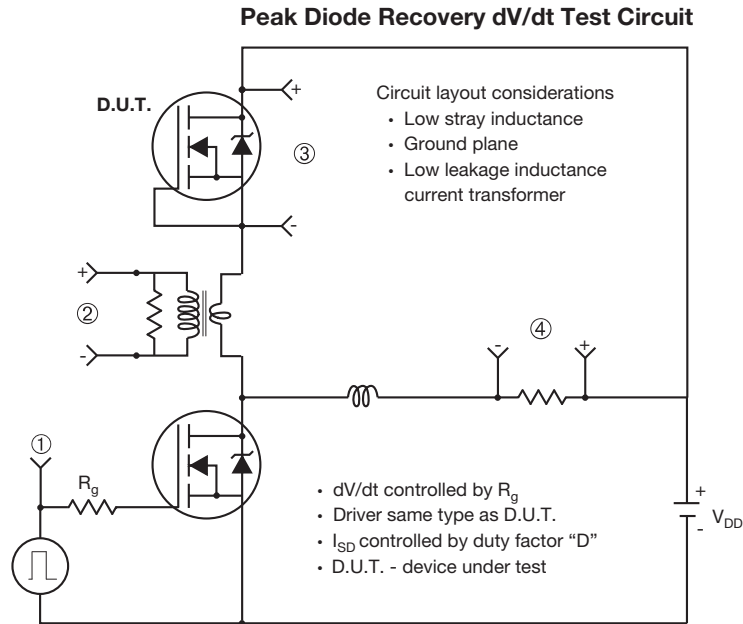 Peak Diode Recovery dV/dt Test Circuit
+
D.U.T.
Circuit layout considerations
• Low stray inductance
• Ground plane
• Low leakage inductance
current transformer
③
-
+
②
-
④
-
+
①
Rg
• dV/dt controlled by Rg
• Driver same type as D.U.T.
• ISD controlled by duty factor “D”
• D.U.T. - device under test
+
VDD
-